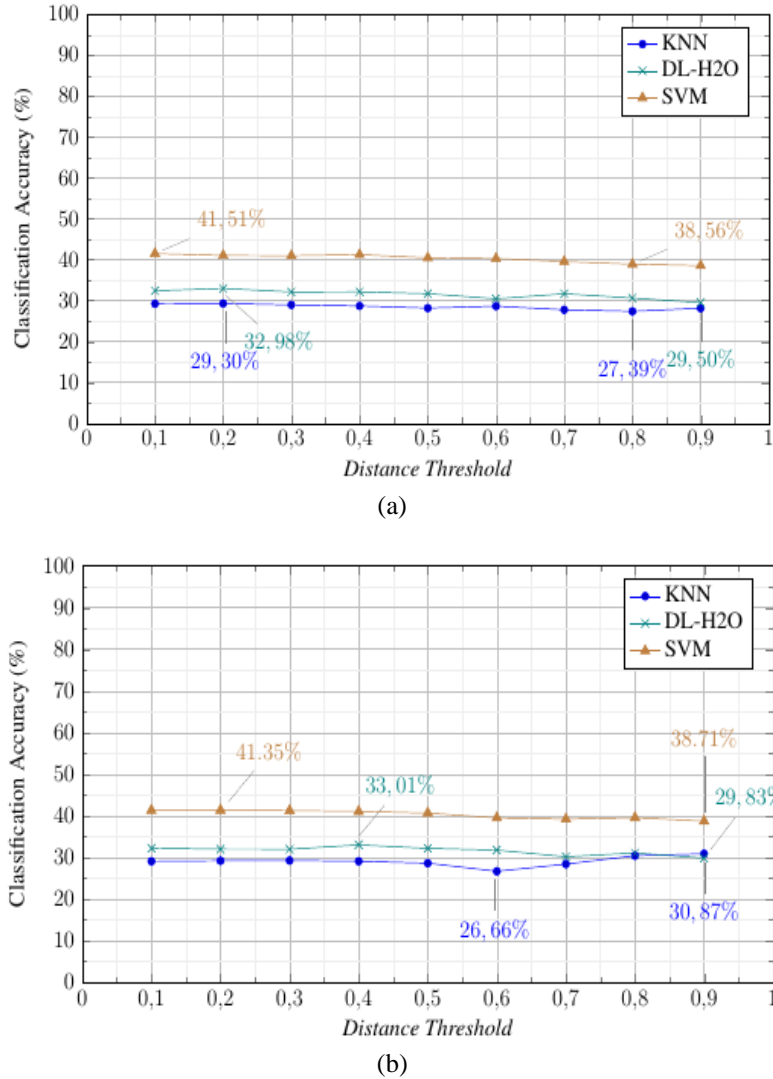 100
90
80
70
60
50
40
30
20
10
0
Classification Accuracy (%)
KNN
DL-H2O
SVM
41, 51%
38, 56%
32, 98%
29, 30%
27, 39%
29, 50%
0 0,1 0,2 0,3 0,4 0,5 0,6 0,7 0,8 0,9 1
Distance Threshold
(a)
100
90
80
70
60
50
40
30
20
10
0
Classification Accuracy (%)
KNN
DL-H2O
SVM
41.35%
38.71%
33, 01%
29, 83%
26, 66%
30, 87%
0 0,1 0,2 0,3 0,4 0,5 0,6 0,7 0,8 0,9 1
Distance Threshold
(b)